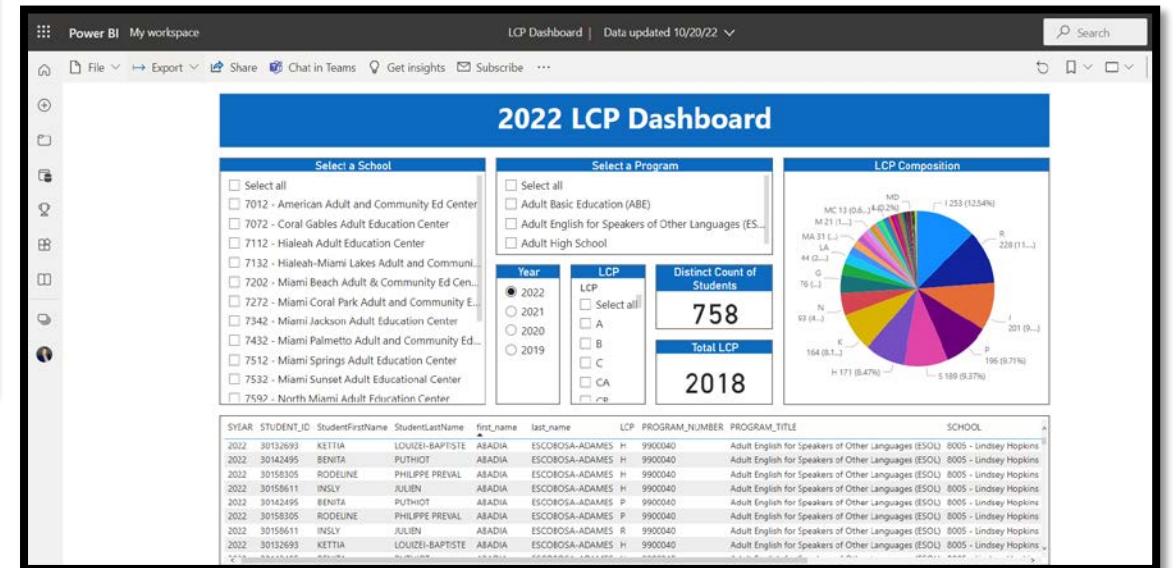 Power BI My workspace
LCP Dashboard | Data updated 10/20/22
Search
File Export Share Chat in Teams Get insights Subscribe ...
2022 LCP Dashboard
Select a School
Select all
7012 - American Adult and Community Ed Center
7072 - Coral Gables Adult Education Center
7112 - Hialeah Adult Education Center
7132 - Hialeah-Miami Lakes Adult and Communi...
7202 - Miami Beach Adult & Community Ed Cen...
7272 - Miami Coral Park Adult and Community E...
7342 - Miami Jackson Adult Education Center
7432 - Miami Palmetto Adult and Community Ed...
7512 - Miami Springs Adult Education Center
7532 - Miami Sunset Adult Educational Center
7592 - North Miami Adult Education Center
Select a Program
Select all
Adult Basic Education (ABE)
Adult English for Speakers of Other Languages (ES...
Adult High School
Year
2022
2021
2020
2019
LCP
LCP
Select all
A
B
C
CA
CP
Distinct Count of
Students
758
Total LCP
2018
LCP Composition
MD
MC 13 (0.6...)
4 (0.2%)
I 253 (12.54%)
M 21 (1....)
R
228 (11....)
MA 31 (...)
LA
44 (2....)
G
76 (...)
I
201 (9....)
N
93 (4...)
P
196 (9.71%)
K
164 (8.1...)
H 171 (8.47%)
S 189 (9.37%)
SYEAR STUDENT_ID StudentFirstName StudentLastName first_name last_name LCP PROGRAM_NUMBER PROGRAM_TITLE SCHOOL
2022 30132693 KETTIA LOUIZEI-BAPTISTE ABADIA ESCOBOSA-ADAMES H 9900040 Adult English for Speakers of Other Languages (ESOL) 8005 - Lindsey Hopkins
2022 30142495 BENITA PUTHIOT ABADIA ESCOBOSA-ADAMES H 9900040 Adult English for Speakers of Other Languages (ESOL) 8005 - Lindsey Hopkins
2022 30158305 RODELINE PHILIPPE PREVAL ABADIA ESCOBOSA-ADAMES H 9900040 Adult English for Speakers of Other Languages (ESOL) 8005 - Lindsey Hopkins
2022 30158611 INSLY JULIEN ABADIA ESCOBOSA-ADAMES H 9900040 Adult English for Speakers of Other Languages (ESOL) 8005 - Lindsey Hopkins
2022 30142495 BENITA PUTHIOT ABADIA ESCOBOSA-ADAMES P 9900040 Adult English for Speakers of Other Languages (ESOL) 8005 - Lindsey Hopkins
2022 30158305 RODELINE PHILIPPE PREVAL ABADIA ESCOBOSA-ADAMES P 9900040 Adult English for Speakers of Other Languages (ESOL) 8005 - Lindsey Hopkins
2022 30158611 INSLY JULIEN ABADIA ESCOBOSA-ADAMES R 9900040 Adult English for Speakers of Other Languages (ESOL) 8005 - Lindsey Hopkins
2022 30132693 KETTIA LOUIZEI-BAPTISTE ABADIA ESCOBOSA-ADAMES H 9900040 Adult English for Speakers of Other Languages (ESOL) 8005 - Lindsey Hopkins